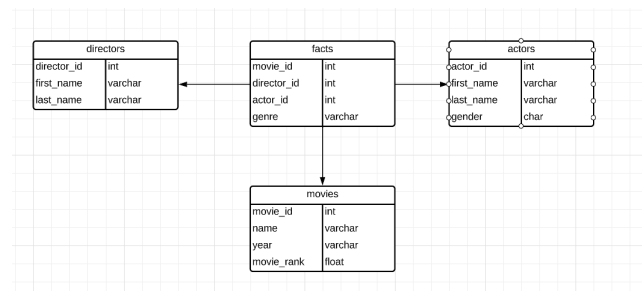 directors
director_id int
first_name varchar
last_name varchar
facts
movie_id int
director_id int
actor_id int
genre varchar
actors
actor_id int
first_name varchar
last_name varchar
gender char
movies
movie_id int
name varchar
year varchar
movie_rank float